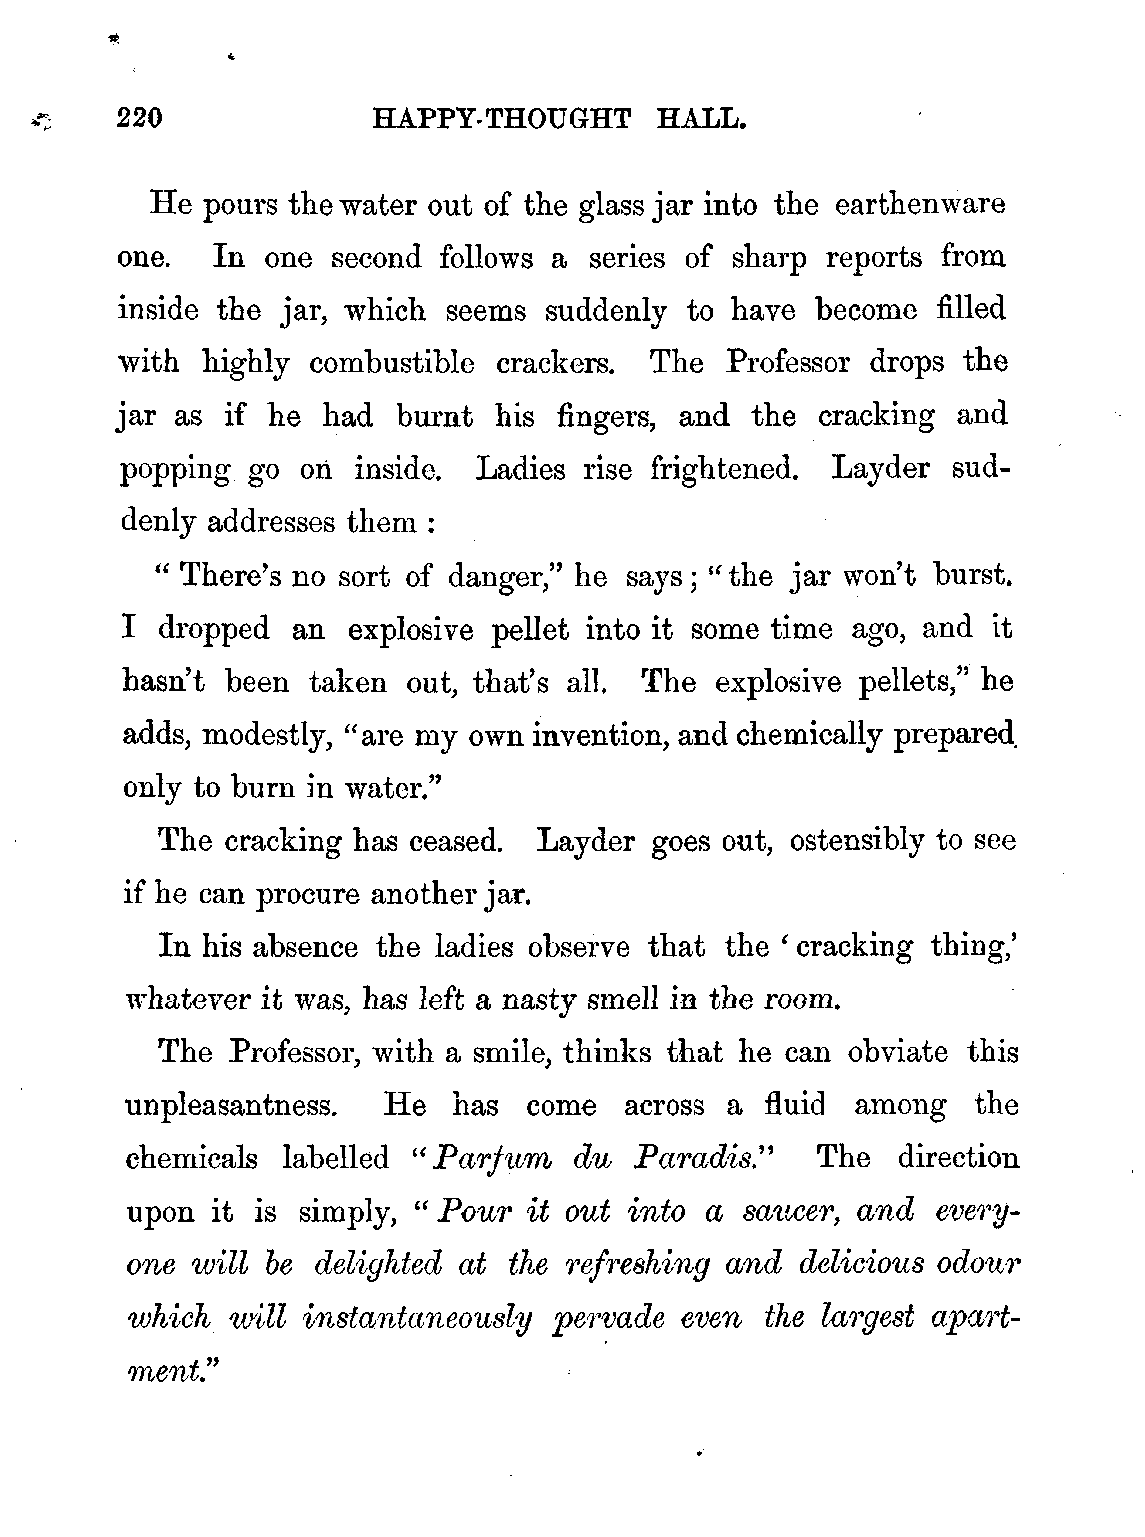 220 HAPPY-THOUGHT HALL.
He pours the water out of the glass jar into the earthenware
one. In one second follows a series of sharp reports from
inside the jar, which seems suddenly to have become filled
with highly combustible crackers. The Professor drops the
jar as if he had burnt his fingers, and the cracking and
popping go on inside. Ladies rise frightened. Layder sud-
denly addresses them :
“ There’s no sort of danger,” he says ; “ the jar won’t burst.
I dropped an explosive pellet into it some time ago, and it
hasn’t been taken out, that’s all. The explosive pellets,” he
adds, modestly, “are my own invention, and chemically prepared
only to burn in water.”
The cracking has ceased. Layder goes out, ostensibly to see
if he can procure another jar.
In his absence the ladies observe that the ‘ cracking thing,’
whatever it was, has left a nasty smell in the room.
The Professor, with a smile, thinks that he can obviate this
unpleasantness. He has come across a fluid among the
chemicals labelled “ Parfum du Paradis.” The direction
upon it is simply, “ Pour it out into a saucer, and every-
one will be delighted at the refreshing and delicious odour
which will instantaneously pervade even the largest apart-
ment.”